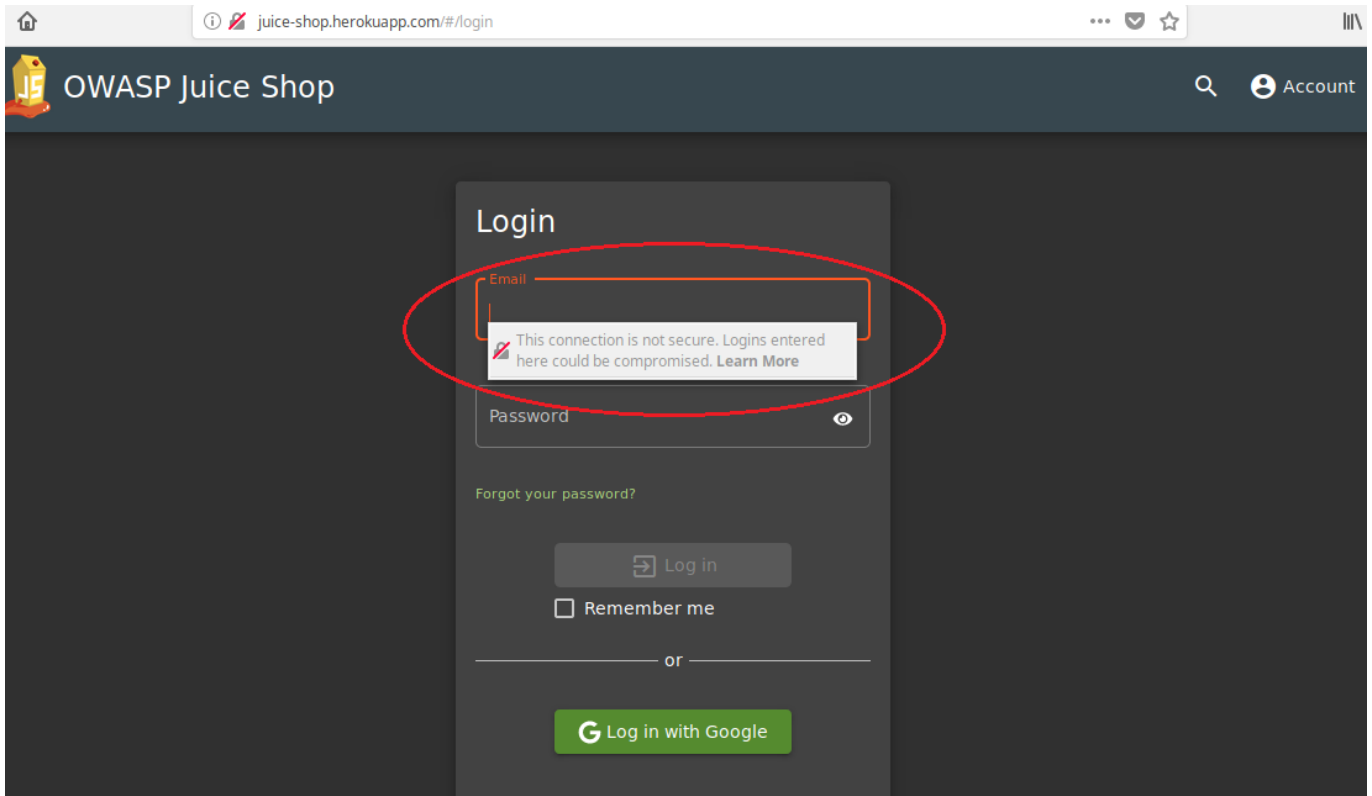 juice-shop.herokuapp.com/#/login
JS OWASP Juice Shop
Account
Login
Email
This connection is not secure. Logins entered
here could be compromised. Learn More
Password
Forgot your password?
Log in
Remember me
or
G Log in with Google